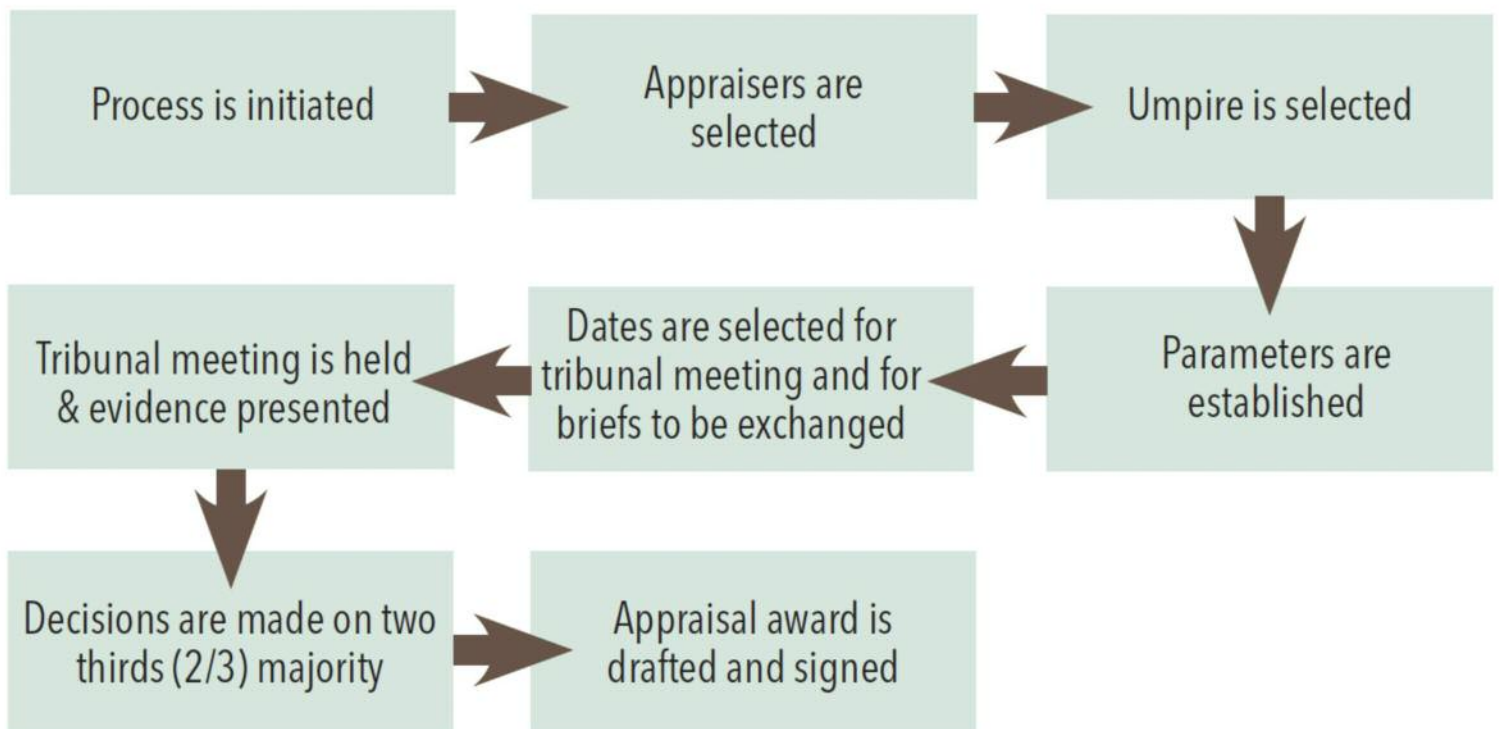 Process is initiated
Appraisers are
selected
Umpire is selected
Parameters are
established
Dates are selected for
tribunal meeting and for
briefs to be exchanged
Tribunal meeting is held
& evidence presented
Decisions are made on two
thirds (2/3) majority
Appraisal award is
drafted and signed